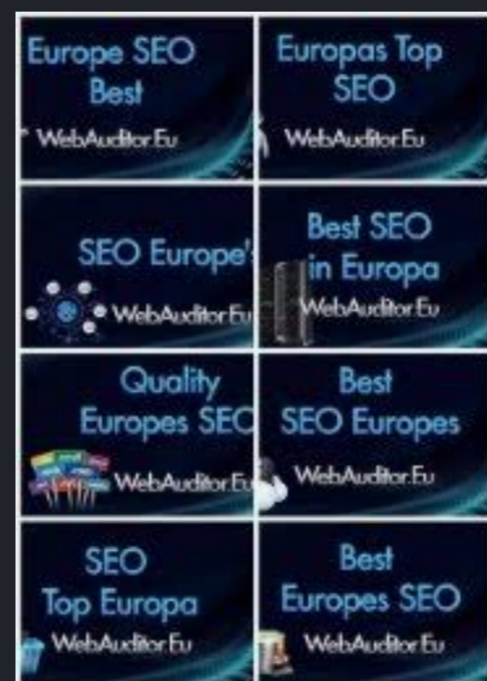 Europe SEO
Best
WebAuditor.Eu
Europas Top
SEO
WebAuditor.Eu
SEO Europe's
WebAuditor.Eu
Best SEO
in Europa
WebAuditor.Eu
Quality
Europes SEO
WebAuditor.Eu
Best
SEO Europes
WebAuditor.Eu
SEO
Top Europa
WebAuditor.Eu
Best
Europes SEO
WebAuditor.Eu